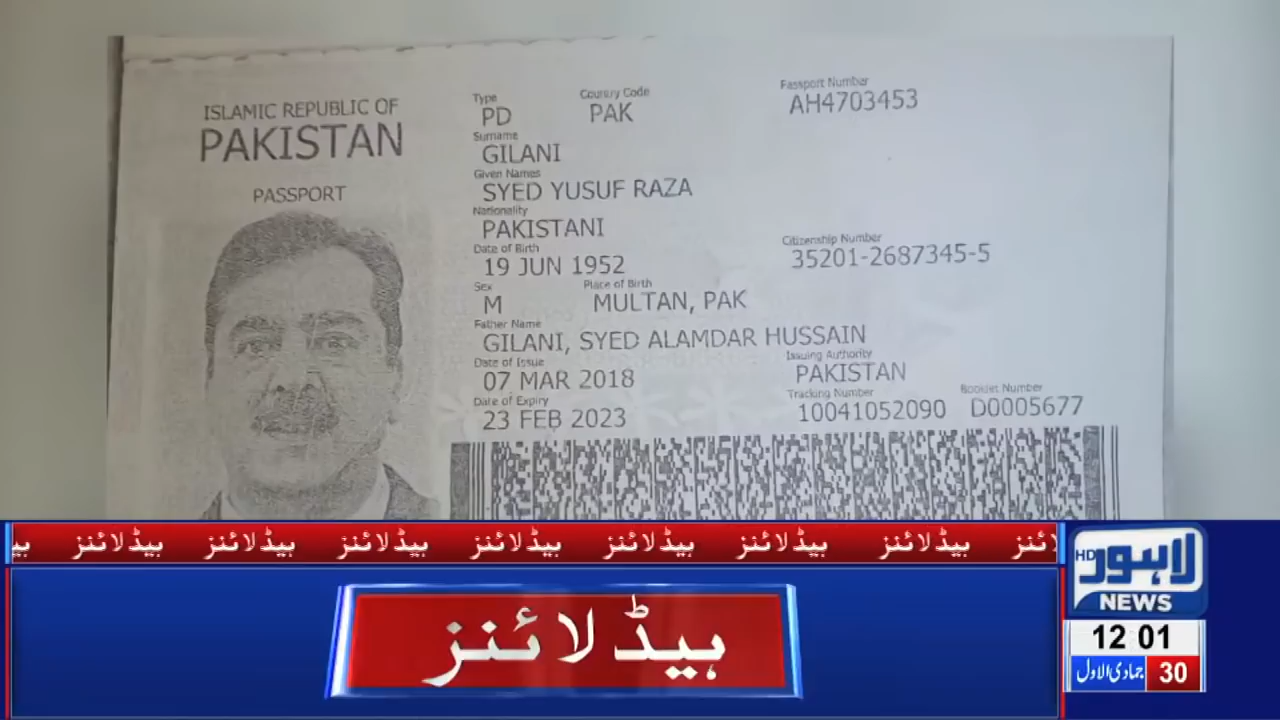 ISLAMIC REPUBLIC OF
PAKISTAN
PASSPORT
Type Country Code Passport Number
PD PAK AH4703453
Surname
GILANI
Given Names
SYED YUSUF RAZA
Nationality
PAKISTANI
Date of Birth Citizenship Number
19 JUN 1952 35201-2687345-5
Sex Place of Birth
M MULTAN, PAK
Father Name
GILANI, SYED ALAMDAR HUSSAIN
Date of Issue Issuing Authority
07 MAR 2018 PAKISTAN
Date of Expiry Tracking Number Booklet Number
23 FEB 2023 10041052090 D0005677
ہیڈلائنز ہیڈلائنز ہیڈلائنز ہیڈلائنز ہیڈلائنز ہیڈلائنز ہیڈلائنز
ہیڈلائنز
لاہور HD
NEWS
12 01
30 جمادی الاول